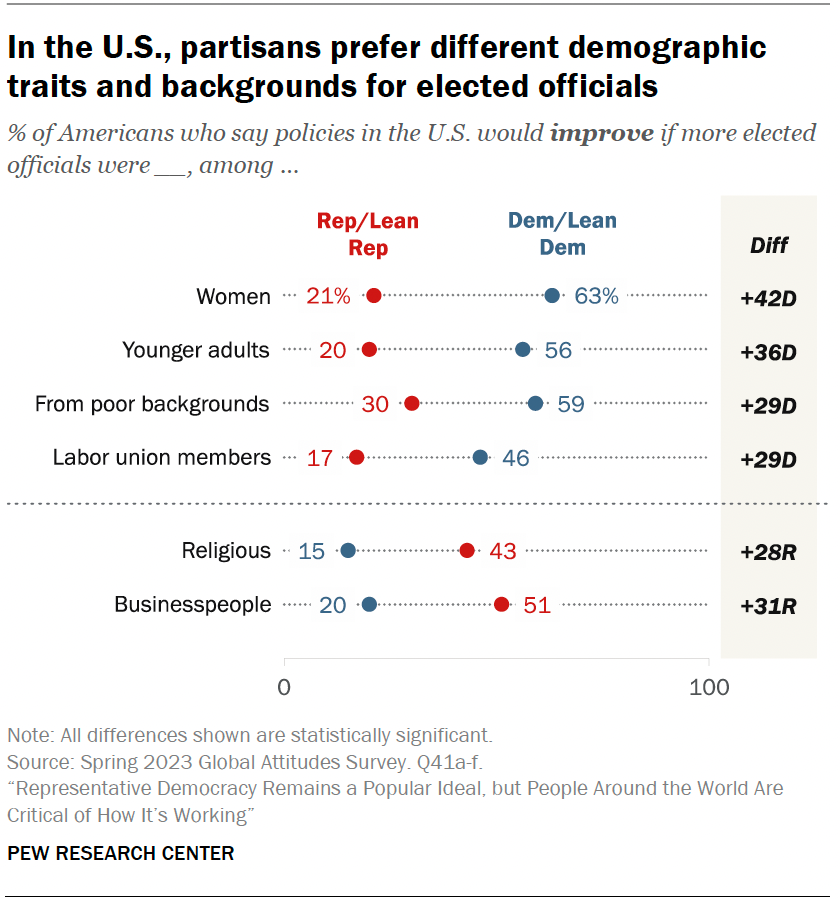 In the U.S., partisans prefer different demographic
traits and backgrounds for elected officials
% of Americans who say policies in the U.S. would improve if more elected
officials were __, among ...
Rep/Lean Rep
Dem/Lean Dem
Diff
Women 21% 63% +42D
Younger adults 20 56 +36D
From poor backgrounds 30 59 +29D
Labor union members 17 46 +29D
Religious 15 43 +28R
Businesspeople 20 51 +31R
0 100
Note: All differences shown are statistically significant.
Source: Spring 2023 Global Attitudes Survey. Q41a-f.
“Representative Democracy Remains a Popular Ideal, but People Around the World Are
Critical of How It’s Working”
PEW RESEARCH CENTER